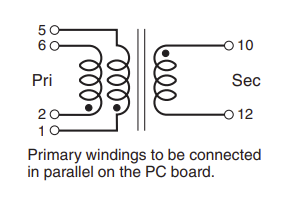 5
6
10
Pri
Sec
2
12
1
Primary windings to be connected
in parallel on the PC board.